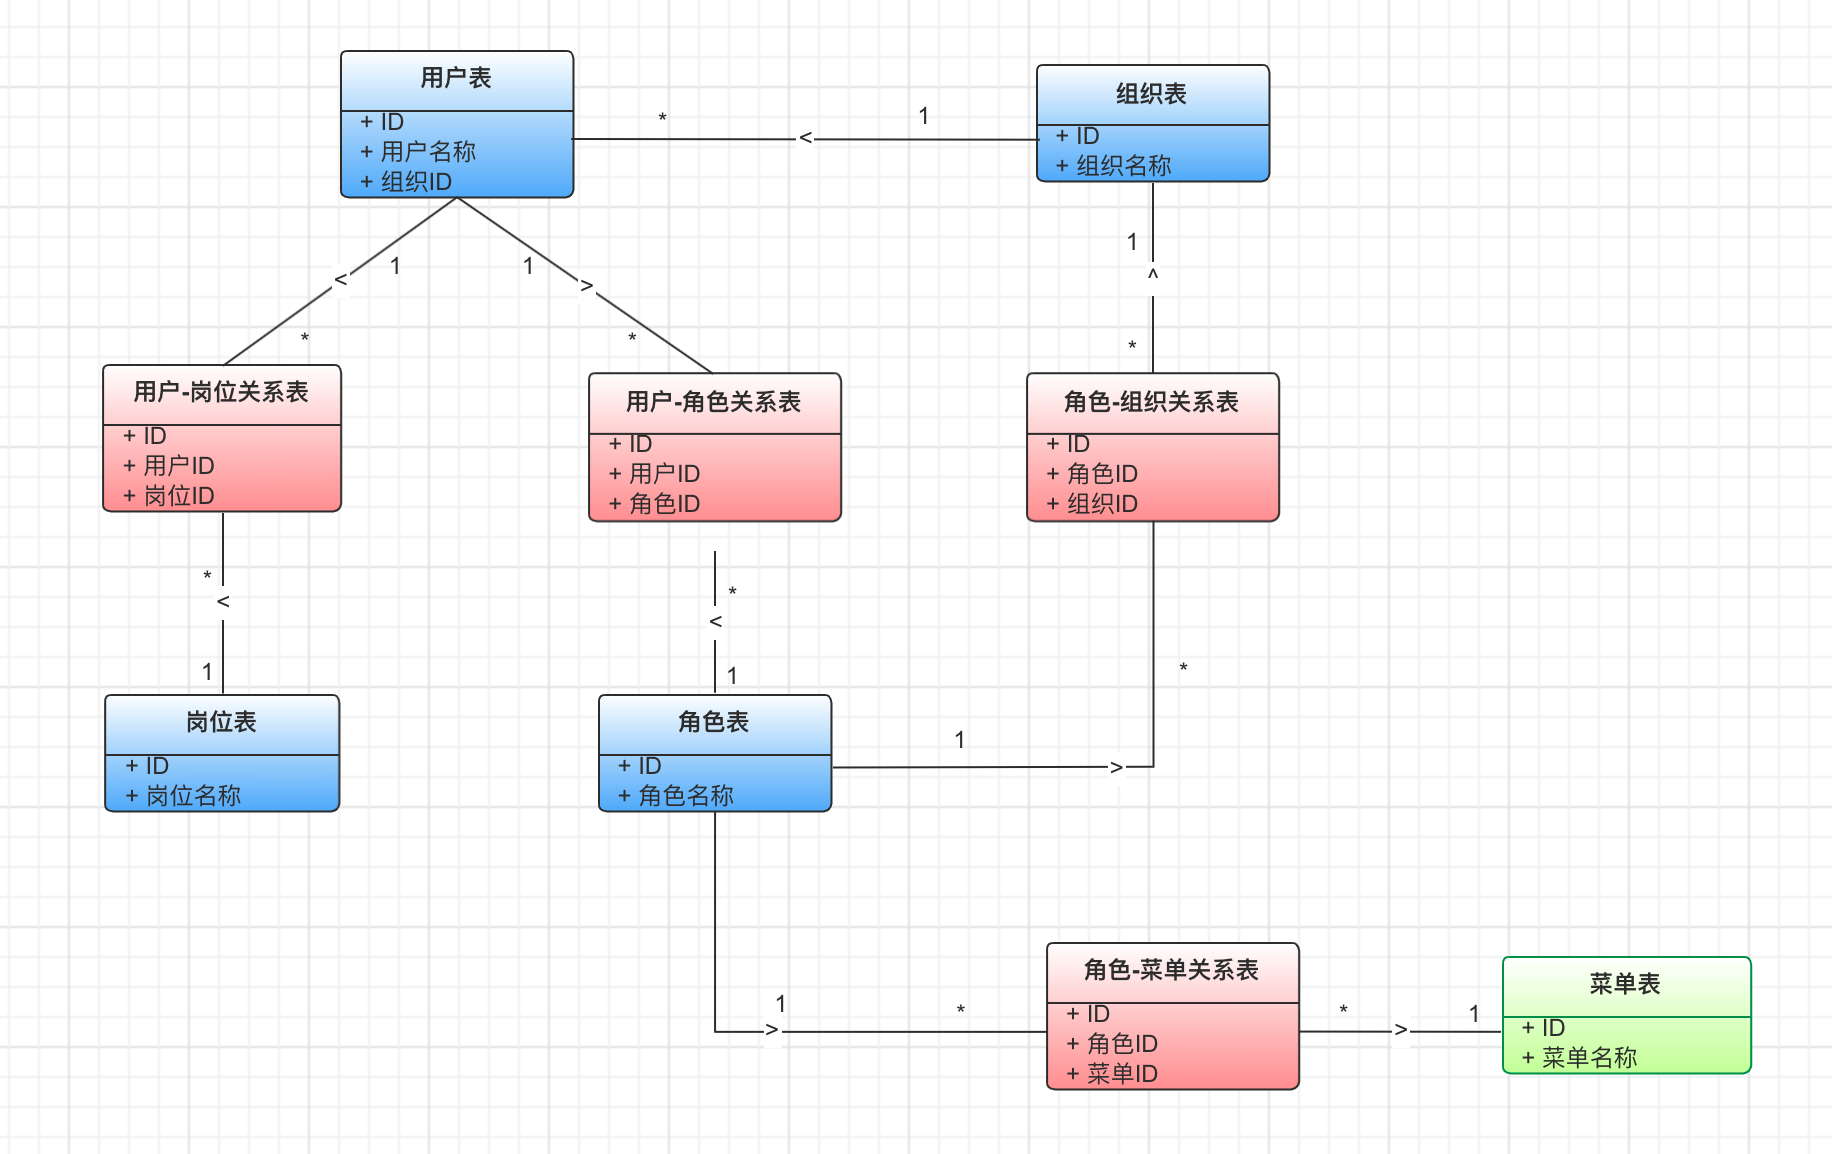 用户表
+ ID
+ 用户名称
+ 组织ID
* < 1
组织表
+ ID
+ 组织名称
< 1
*
1 >
*
1
^
*
用户-岗位关系表
+ ID
+ 用户ID
+ 岗位ID
用户-角色关系表
+ ID
+ 用户ID
+ 角色ID
角色-组织关系表
+ ID
+ 角色ID
+ 组织ID
*
<
1
*
<
1
*
岗位表
+ ID
+ 岗位名称
角色表
+ ID
+ 角色名称
1 >
1 > *
角色-菜单关系表
+ ID
+ 角色ID
+ 菜单ID
* > 1
菜单表
+ ID
+ 菜单名称